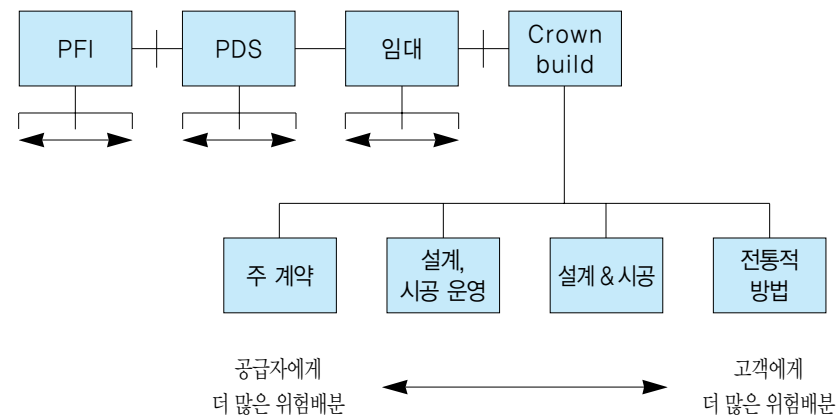 PFI
PDS
임대
Crown
build
주 계약
설계,
시공 운영
설계 & 시공
전통적
방법
공급자에게
더 많은 위험배분
고객에게
더 많은 위험배분